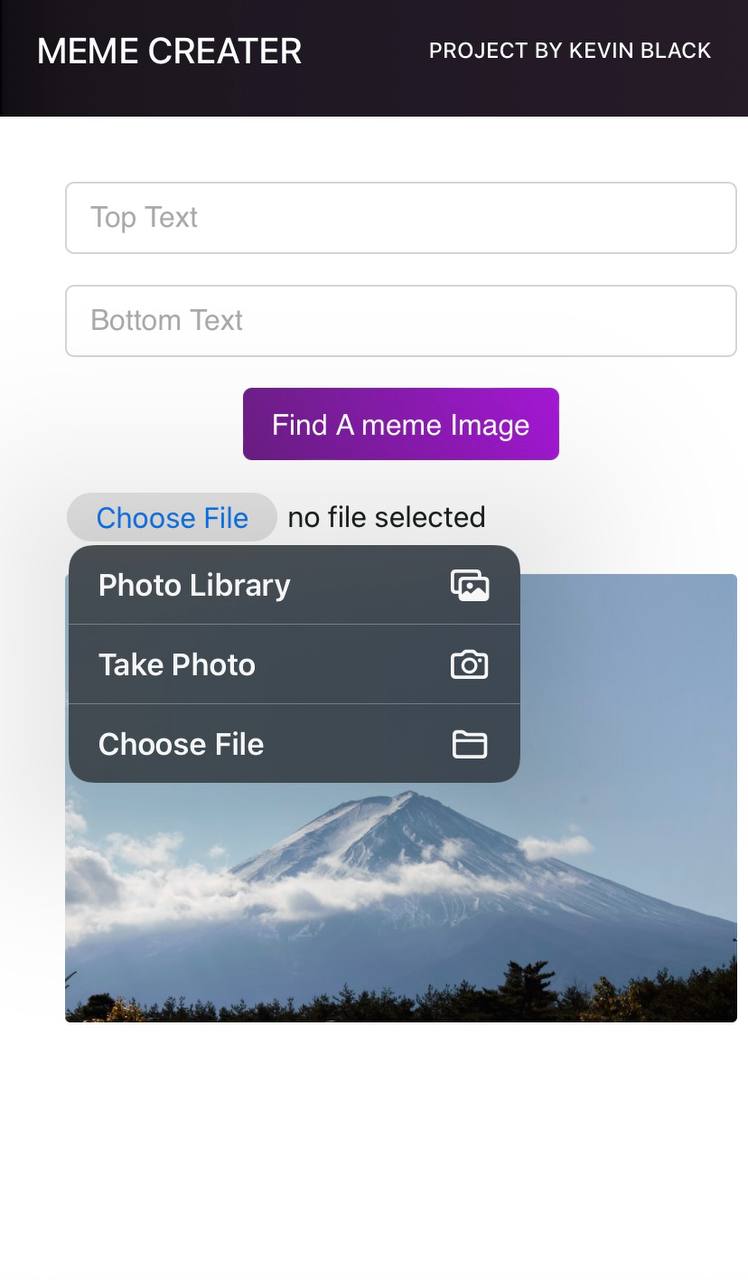 MEME CREATER
PROJECT BY KEVIN BLACK
Top Text
Bottom Text
Find A meme Image
Choose File no file selected
Photo Library
Take Photo
Choose File